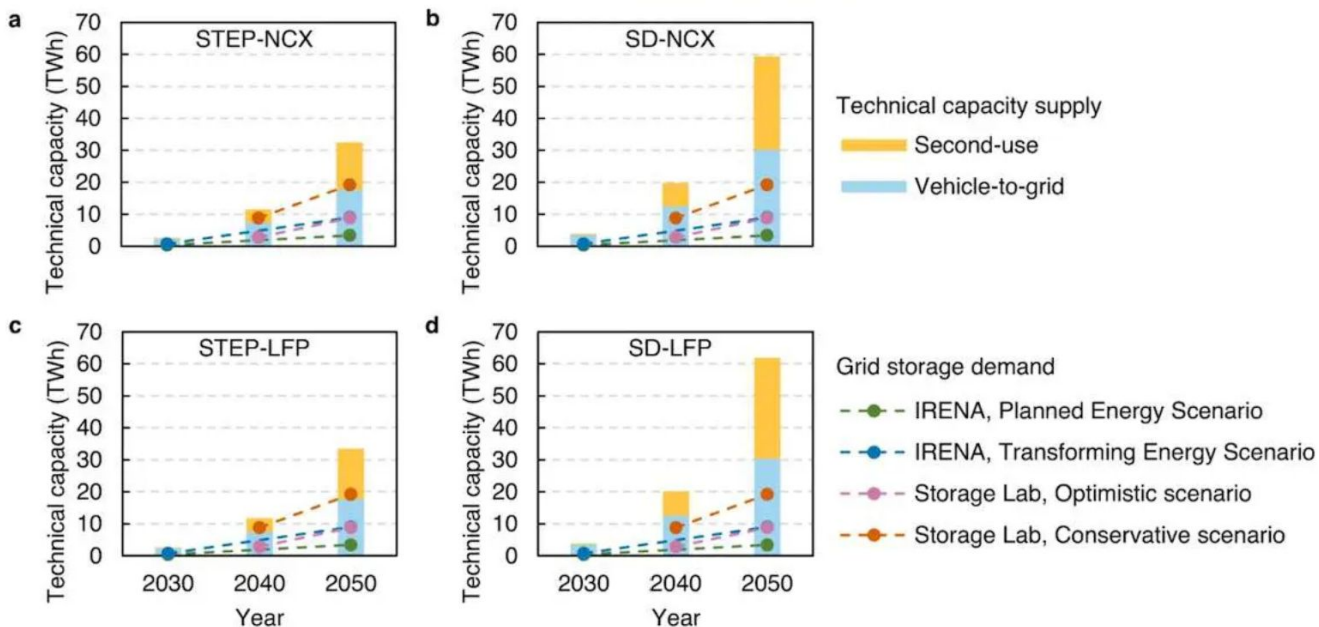 a
STEP-NCX
Technical capacity (TWh)
70
60
50
40
30
20
10
0
b
SD-NCX
Technical capacity (TWh)
70
60
50
40
30
20
10
0
Technical capacity supply
Second-use
Vehicle-to-grid
c
STEP-LFP
Technical capacity (TWh)
70
60
50
40
30
20
10
0
2030 2040 2050
Year
d
SD-LFP
Technical capacity (TWh)
70
60
50
40
30
20
10
0
2030 2040 2050
Year
Grid storage demand
IRENA, Planned Energy Scenario
IRENA, Transforming Energy Scenario
Storage Lab, Optimistic scenario
Storage Lab, Conservative scenario